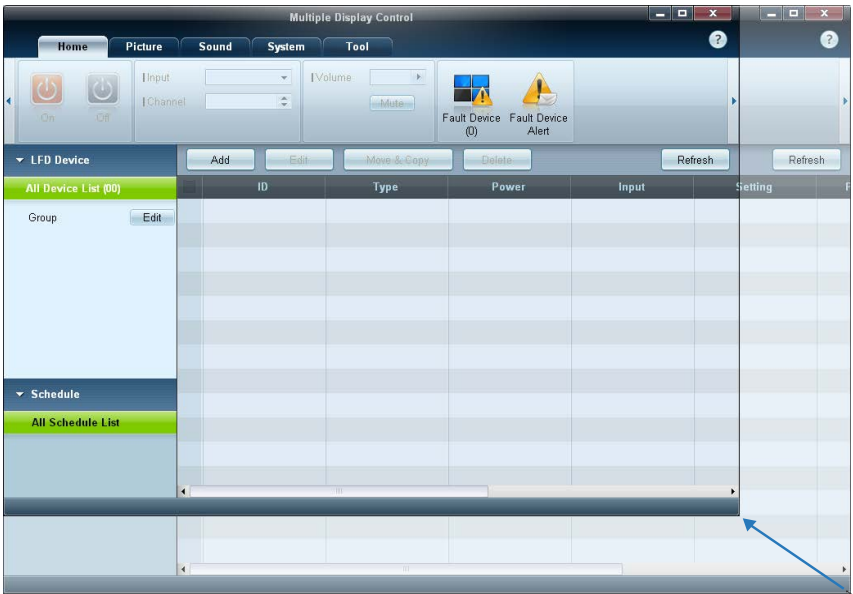 Multiple Display Control
Home Picture Sound System Tool ? ?
Input Volume
Channel Mute
On Off Fault Device (0) Fault Device Alert
LFD Device Add Edit Move & Copy Delete Refresh Refresh
All Device List (00) ID Type Power Input Setting
Group Edit
Schedule
All Schedule List